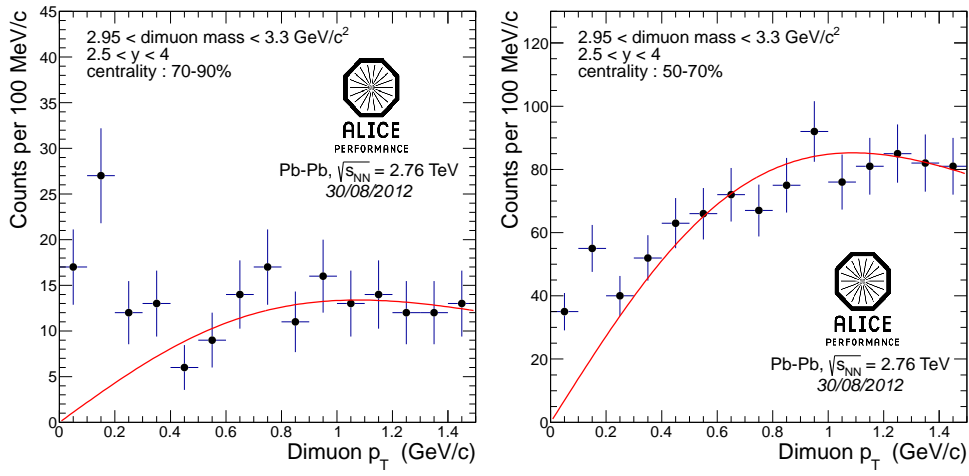 Counts per 100 MeV/c
45
40
35
30
25
20
15
10
5
0
2.95 < dimuon mass < 3.3 GeV/c²
2.5 < y < 4
centrality : 70-90%
ALICE
PERFORMANCE
Pb-Pb, √sNN = 2.76 TeV
30/08/2012
0 0.2 0.4 0.6 0.8 1 1.2 1.4
Dimuon pT (GeV/c)
Counts per 100 MeV/c
120
100
80
60
40
20
0
2.95 < dimuon mass < 3.3 GeV/c²
2.5 < y < 4
centrality : 50-70%
ALICE
PERFORMANCE
Pb-Pb, √sNN = 2.76 TeV
30/08/2012
0 0.2 0.4 0.6 0.8 1 1.2 1.4
Dimuon pT (GeV/c)